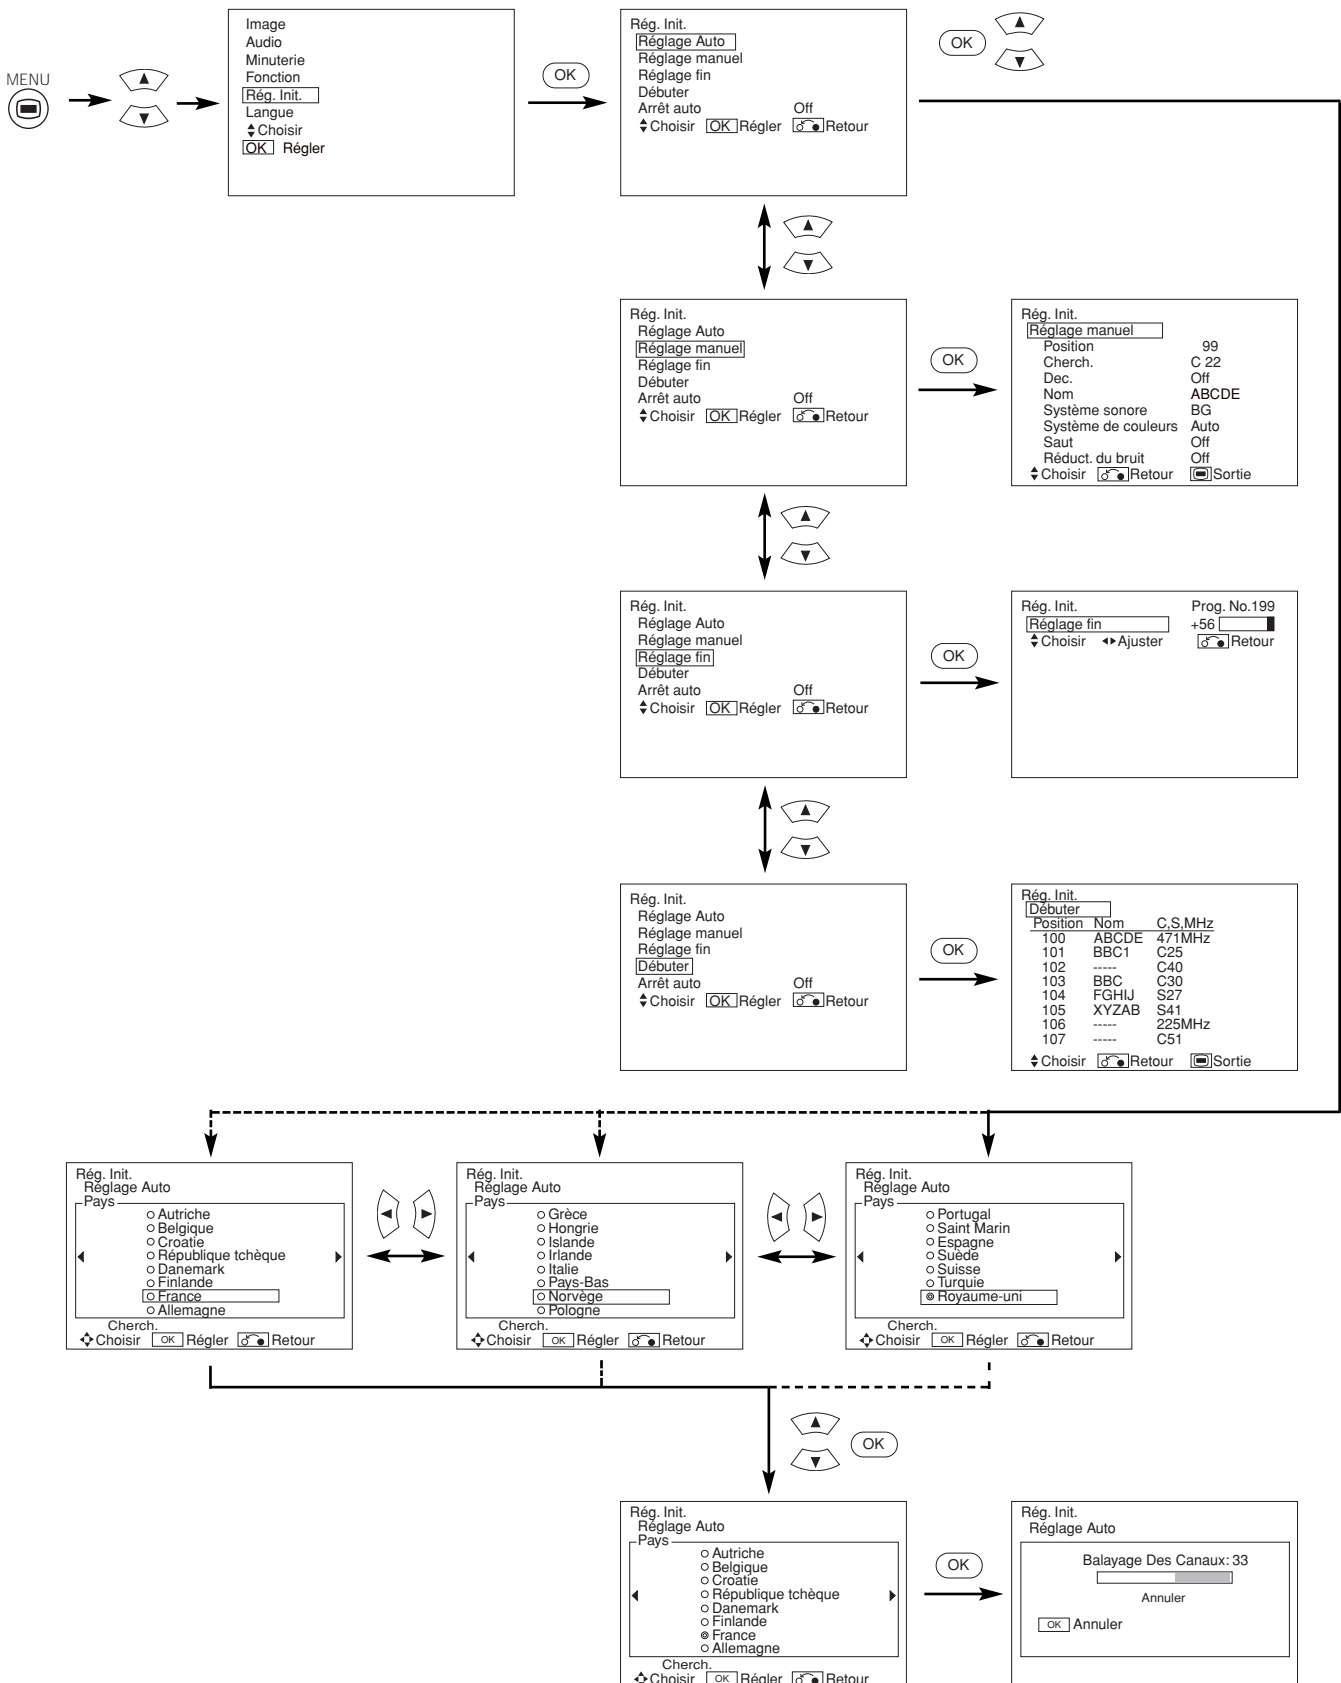 MENU
Image
Audio
Minuterie
Fonction
Rég. Init.
Langue
Choisir
OK Régler
OK
Rég. Init.
Réglage Auto
Réglage manuel
Réglage fin
Débuter
Arrêt auto Off
Choisir OK Régler Retour
OK
Rég. Init.
Réglage Auto
Réglage manuel
Réglage fin
Débuter
Arrêt auto Off
Choisir OK Régler Retour
OK
Rég. Init.
Réglage manuel
Position 99
Cherch. C 22
Dec. Off
Nom ABCDE
Système sonore BG
Système de couleurs Auto
Saut Off
Réduct. du bruit Off
Choisir Retour Sortie
Rég. Init.
Réglage Auto
Réglage manuel
Réglage fin
Débuter
Arrêt auto Off
Choisir OK Régler Retour
OK
Rég. Init. Prog. No.199
Réglage fin +56
Choisir Ajuster Retour
Rég. Init.
Réglage Auto
Réglage manuel
Réglage fin
Débuter
Arrêt auto Off
Choisir OK Régler Retour
OK
Rég. Init.
Débuter
Position Nom C,S,MHz
100 ABCDE 471MHz
101 BBC1 C25
102 ----- C40
103 BBC C30
104 FGHIJ S27
105 XYZAB S41
106 ----- 225MHz
107 ----- C51
Choisir Retour Sortie
Rég. Init.
Réglage Auto
Pays
Autriche
Belgique
Croatie
République tchèque
Danemark
Finlande
France
Allemagne
Cherch.
Choisir OK Régler Retour
Rég. Init.
Réglage Auto
Pays
Grèce
Hongrie
Islande
Irlande
Italie
Pays-Bas
Norvège
Pologne
Cherch.
Choisir OK Régler Retour
Rég. Init.
Réglage Auto
Pays
Portugal
Saint Marin
Espagne
Suède
Suisse
Turquie
Royaume-uni
Cherch.
Choisir OK Régler Retour
OK
Rég. Init.
Réglage Auto
Pays
Autriche
Belgique
Croatie
République tchèque
Danemark
Finlande
France
Allemagne
Cherch.
Choisir OK Régler Retour
OK
Rég. Init.
Réglage Auto
Balayage Des Canaux: 33
Annuler
OK Annuler